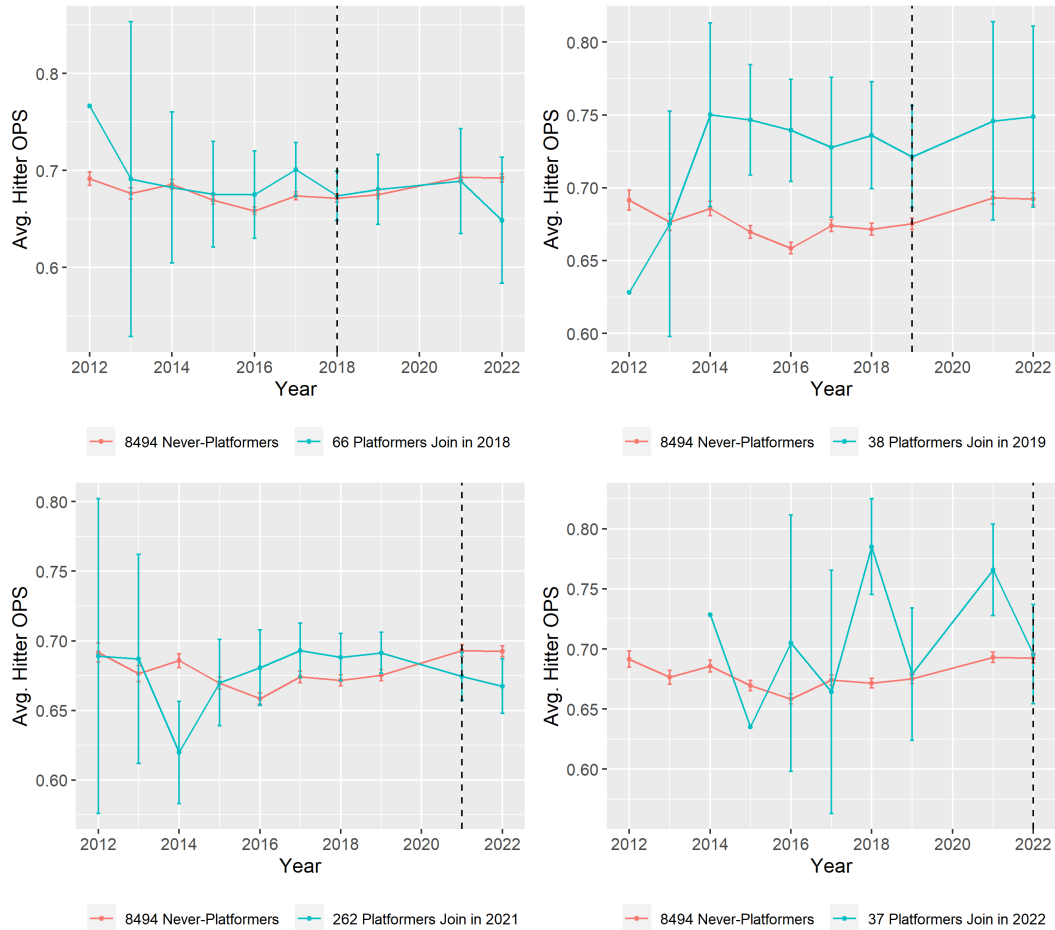 Avg. Hitter OPS
0.8
0.7
0.6
2012 2014 2016 2018 2020 2022
Year
8494 Never-Platformers 66 Platformers Join in 2018
Avg. Hitter OPS
0.80
0.75
0.70
0.65
0.60
2012 2014 2016 2018 2020 2022
Year
8494 Never-Platformers 38 Platformers Join in 2019
Avg. Hitter OPS
0.80
0.75
0.70
0.65
0.60
2012 2014 2016 2018 2020 2022
Year
8494 Never-Platformers 262 Platformers Join in 2021
Avg. Hitter OPS
0.80
0.75
0.70
0.65
0.60
2012 2014 2016 2018 2020 2022
Year
8494 Never-Platformers 37 Platformers Join in 2022